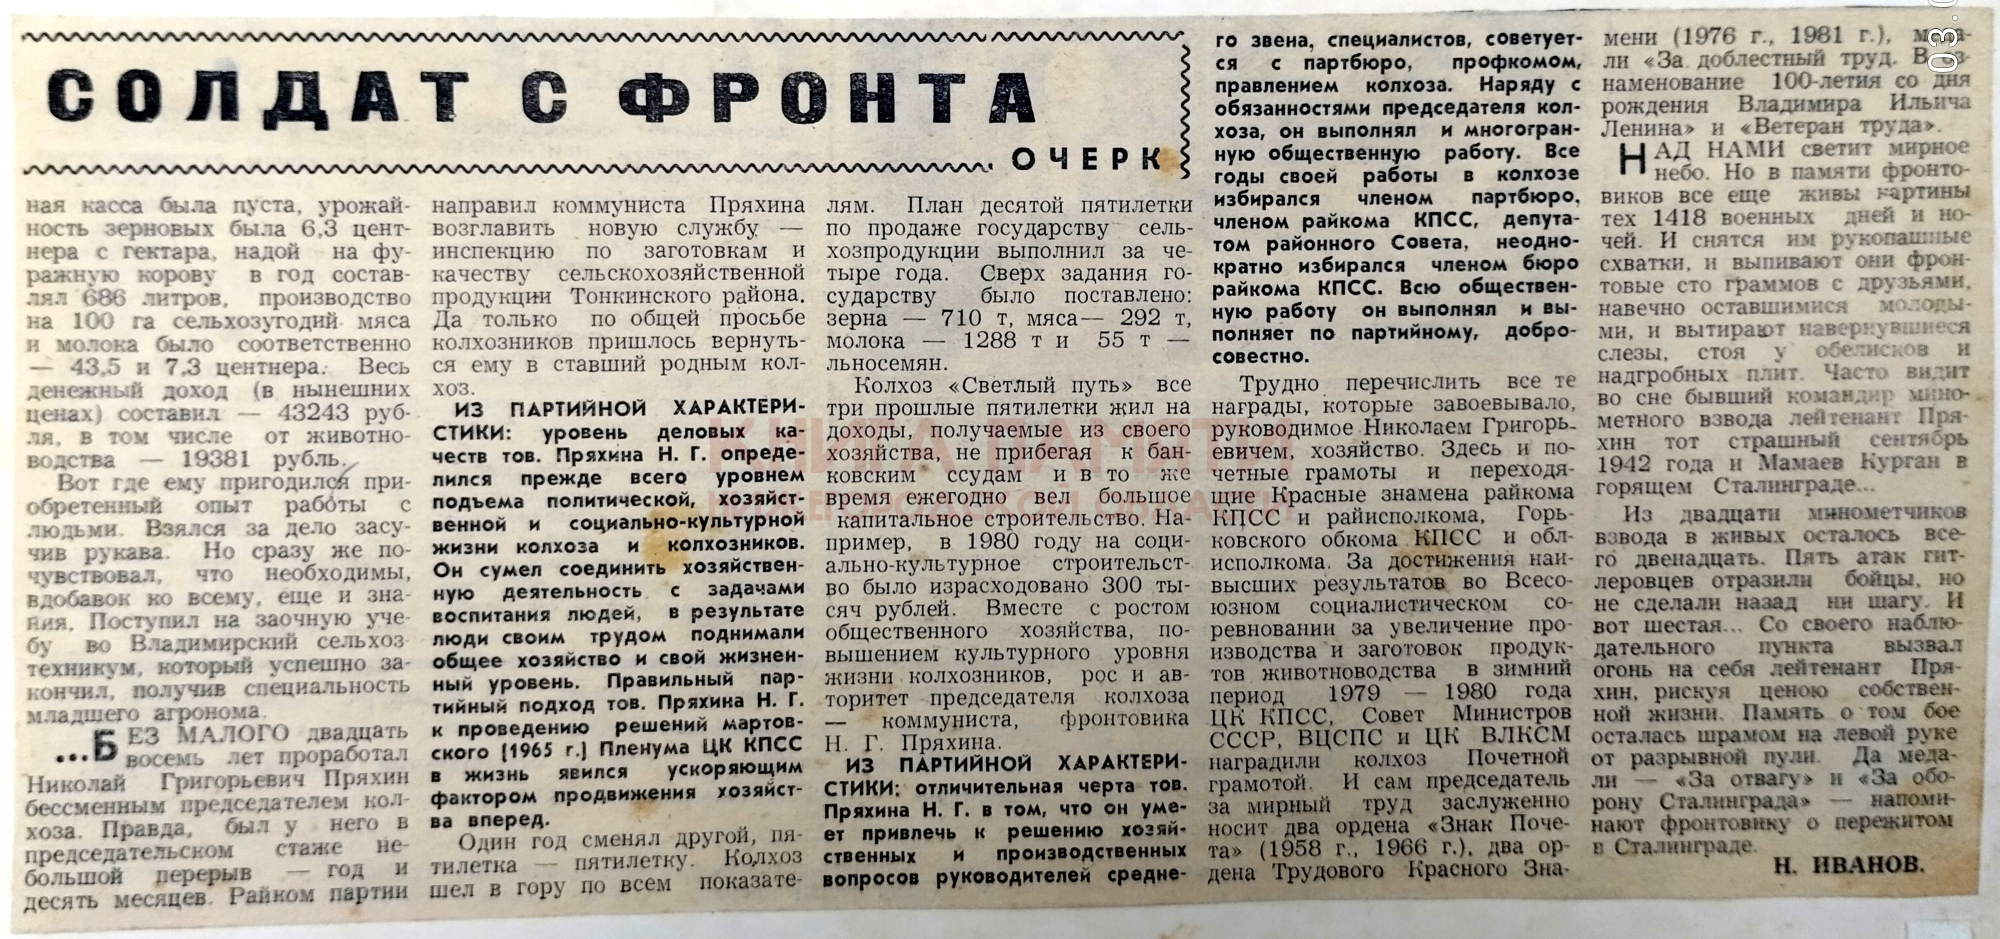 СОЛДАТ С ФРОНТА
ОЧЕРК
ная касса была пуста, урожай-
ность зерновых была 6,3 цент-
нера с гектара, надой на фу-
ражную корову в год состав-
лял 686 литров, производство
на 100 га сельхозугодий мяса
и молока было соответственно
— 43,5 и 7,3 центнера. Весь
денежный доход (в нынешних
ценах) составил — 43243 руб-
ля, в том числе от животно-
водства — 19381 рубль.
Вот где ему пригодился при-
обретенный опыт работы с
людьми. Взялся за дело засу-
чив рукава. Но сразу же по-
чувствовал, что необходимы,
вдобавок ко всему, еще и зна-
ния. Поступил на заочную уче-
бу во Владимирский сельхоз-
техникум, который успешно за-
кончил, получив специальность
младшего агронома.
...БЕЗ МАЛОГО двадцать
восемь лет проработал
Николай Григорьевич Пряхин
бессменным председателем кол-
хоза. Правда, был у него в
председательском стаже не-
большой перерыв — год и
десять месяцев. Райком партии
направил коммуниста Пряхина
возглавить новую службу —
инспекцию по заготовкам и
качеству сельскохозяйственной
продукции Тонкинского района.
Да только по общей просьбе
колхозников пришлось вернуть-
ся ему в ставший родным кол-
хоз.
ИЗ ПАРТИЙНОЙ ХАРАКТЕРИ-
СТИКИ: уровень деловых ка-
честв тов. Пряхина Н. Г. опреде-
лился прежде всего уровнем
подъема политической, хозяйст-
венной и социально-культурной
жизни колхоза и колхозников.
Он сумел соединить хозяйствен-
ную деятельность с задачами
воспитания людей, в результате
люди своим трудом поднимали
общее хозяйство и свой жизнен-
ный уровень. Правильный пар-
тийный подход тов. Пряхина Н. Г.
к проведению решений мартов-
ского (1965 г.) Пленума ЦК КПСС
в жизнь явился ускоряющим
фактором продвижения хозяйст-
ва вперед.
Один год сменял другой, пя-
тилетка — пятилетку. Колхоз
шел в гору по всем показате-
лям. План десятой пятилетки
по продаже государству сель-
хозпродукции выполнил за че-
тыре года. Сверх задания го-
сударству было поставлено:
зерна — 710 т, мяса— 292 т,
молока — 1288 т и 55 т —
льносемян.
Колхоз «Светлый путь» все
три прошлые пятилетки жил на
доходы, получаемые из своего
хозяйства, не прибегая к бан-
ковским ссудам и в то же
время ежегодно вел большое
капитальное строительство. На-
пример, в 1980 году на соци-
ально-культурное строительст-
во было израсходовано 300 ты-
сяч рублей. Вместе с ростом
общественного хозяйства, по-
вышением культурного уровня
жизни колхозников, рос и ав-
торитет председателя колхоза
— коммуниста, фронтовика
Н. Г. Пряхина.
ИЗ ПАРТИЙНОЙ ХАРАКТЕРИ-
СТИКИ: отличительная черта тов.
Пряхина Н. Г. в том, что он уме-
ет привлечь к решению хозяй-
ственных и производственных
вопросов руководителей средне-
го звена, специалистов, советует-
ся с партбюро, профкомом,
правлением колхоза. Наряду с
обязанностями председателя кол-
хоза, он выполнял и многогран-
ную общественную работу. Все
годы своей работы в колхозе
избирался членом партбюро,
членом райкома КПСС, депута-
том районного Совета, неодно-
кратно избирался членом бюро
райкома КПСС. Всю обществен-
ную работу он выполнял и вы-
полняет по партийному, добро-
совестно.
Трудно перечислить все те
награды, которые завоевывало,
руководимое Николаем Григорь-
евичем, хозяйство. Здесь и по-
четные грамоты и переходя-
щие Красные знамена райкома
КПСС и райисполкома, Горь-
ковского обкома КПСС и обл-
исполкома. За достижения наи-
высших результатов во Всесо-
юзном социалистическом со-
ревновании за увеличение про-
изводства и заготовок продук-
тов животноводства в зимний
период 1979 — 1980 года
ЦК КПСС, Совет Министров
СССР, ВЦСПС и ЦК ВЛКСМ
наградили колхоз Почетной
грамотой. И сам председатель
за мирный труд заслуженно
носит два ордена «Знак Поче-
та» (1958 г., 1966 г.), два ор-
дена Трудового Красного Зна-
мени (1976 г., 1981 г.), меда-
ли «За доблестный труд. В оз-
наменование 100-летия со дня
рождения Владимира Ильича
Ленина» и «Ветеран труда».
НАД НАМИ светит мирное
небо. Но в памяти фронто-
виков все еще живы картины
тех 1418 военных дней и но-
чей. И снятся им рукопашные
схватки, и выпивают они фрон-
товые сто граммов с друзьями,
навечно оставшимися молоды-
ми, и вытирают навернувшиеся
слезы, стоя у обелисков и
надгробных плит. Часто видит
во сне бывший командир мино-
метного взвода лейтенант Пря-
хин тот страшный сентябрь
1942 года и Мамаев Курган в
горящем Сталинграде...
Из двадцати минометчиков
взвода в живых осталось все-
го двенадцать. Пять атак гит-
леровцев отразили бойцы, но
не сделали назад ни шагу. И
вот шестая... Со своего наблю-
дательного пункта вызвал
огонь на себя лейтенант Пря-
хин, рискуя ценою собствен-
ной жизни. Память о том бое
осталась шрамом на левой руке
от разрывной пули. Да меда-
ли — «За отвагу» и «За обо-
рону Сталинграда» — напоми-
нают фронтовику о пережитом
в Сталинграде.
Н. ИВАНОВ.